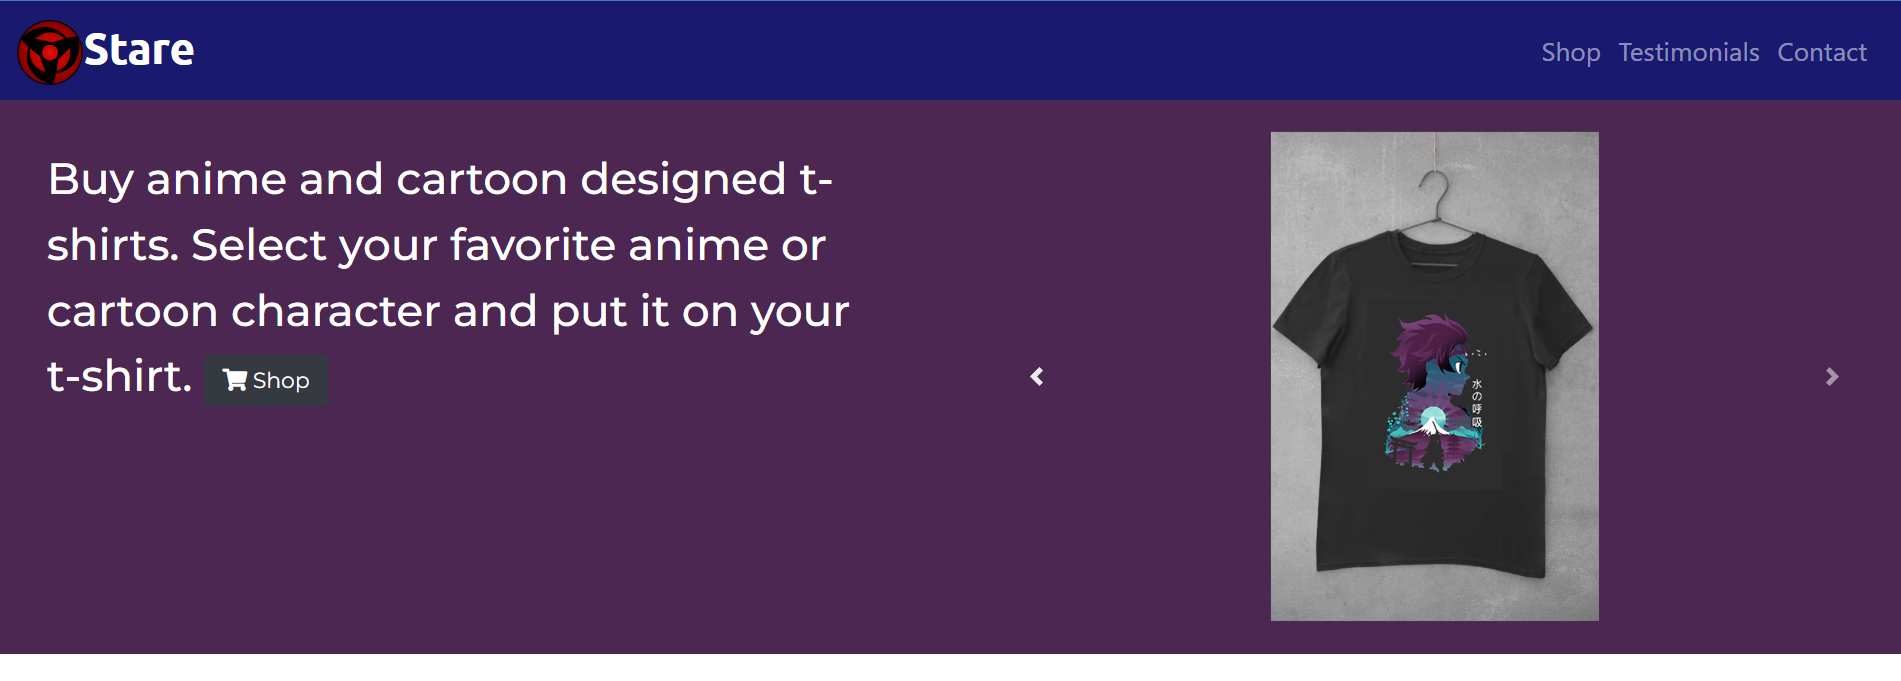 Stare
Shop Testimonials Contact
Buy anime and cartoon designed t-
shirts. Select your favorite anime or
cartoon character and put it on your
t-shirt. Shop
水の呼吸